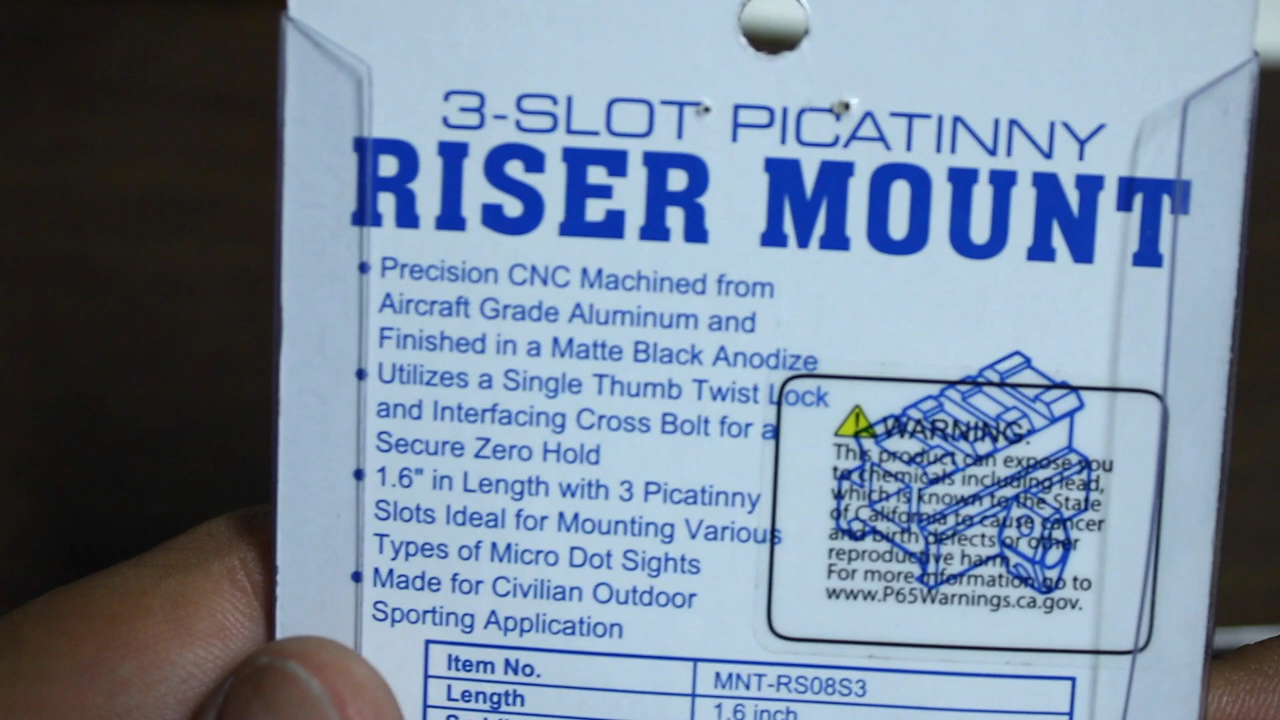 3-SLOT PICATINNY
RISER MOUNT
• Precision CNC Machined from
Aircraft Grade Aluminum and
Finished in a Matte Black Anodize
• Utilizes a Single Thumb Twist Lock
and Interfacing Cross Bolt for a
Secure Zero Hold
• 1.6" in Length with 3 Picatinny
Slots Ideal for Mounting Various
Types of Micro Dot Sights
• Made for Civilian Outdoor
Sporting Application
WARNING:
This product can expose you
to chemicals including lead,
which is known to the State
of California to cause cancer
and birth defects or other
reproductive harm.
For more information go to
www.P65Warnings.ca.gov.
Item No. MNT-RS08S3
Length 1.6 inch